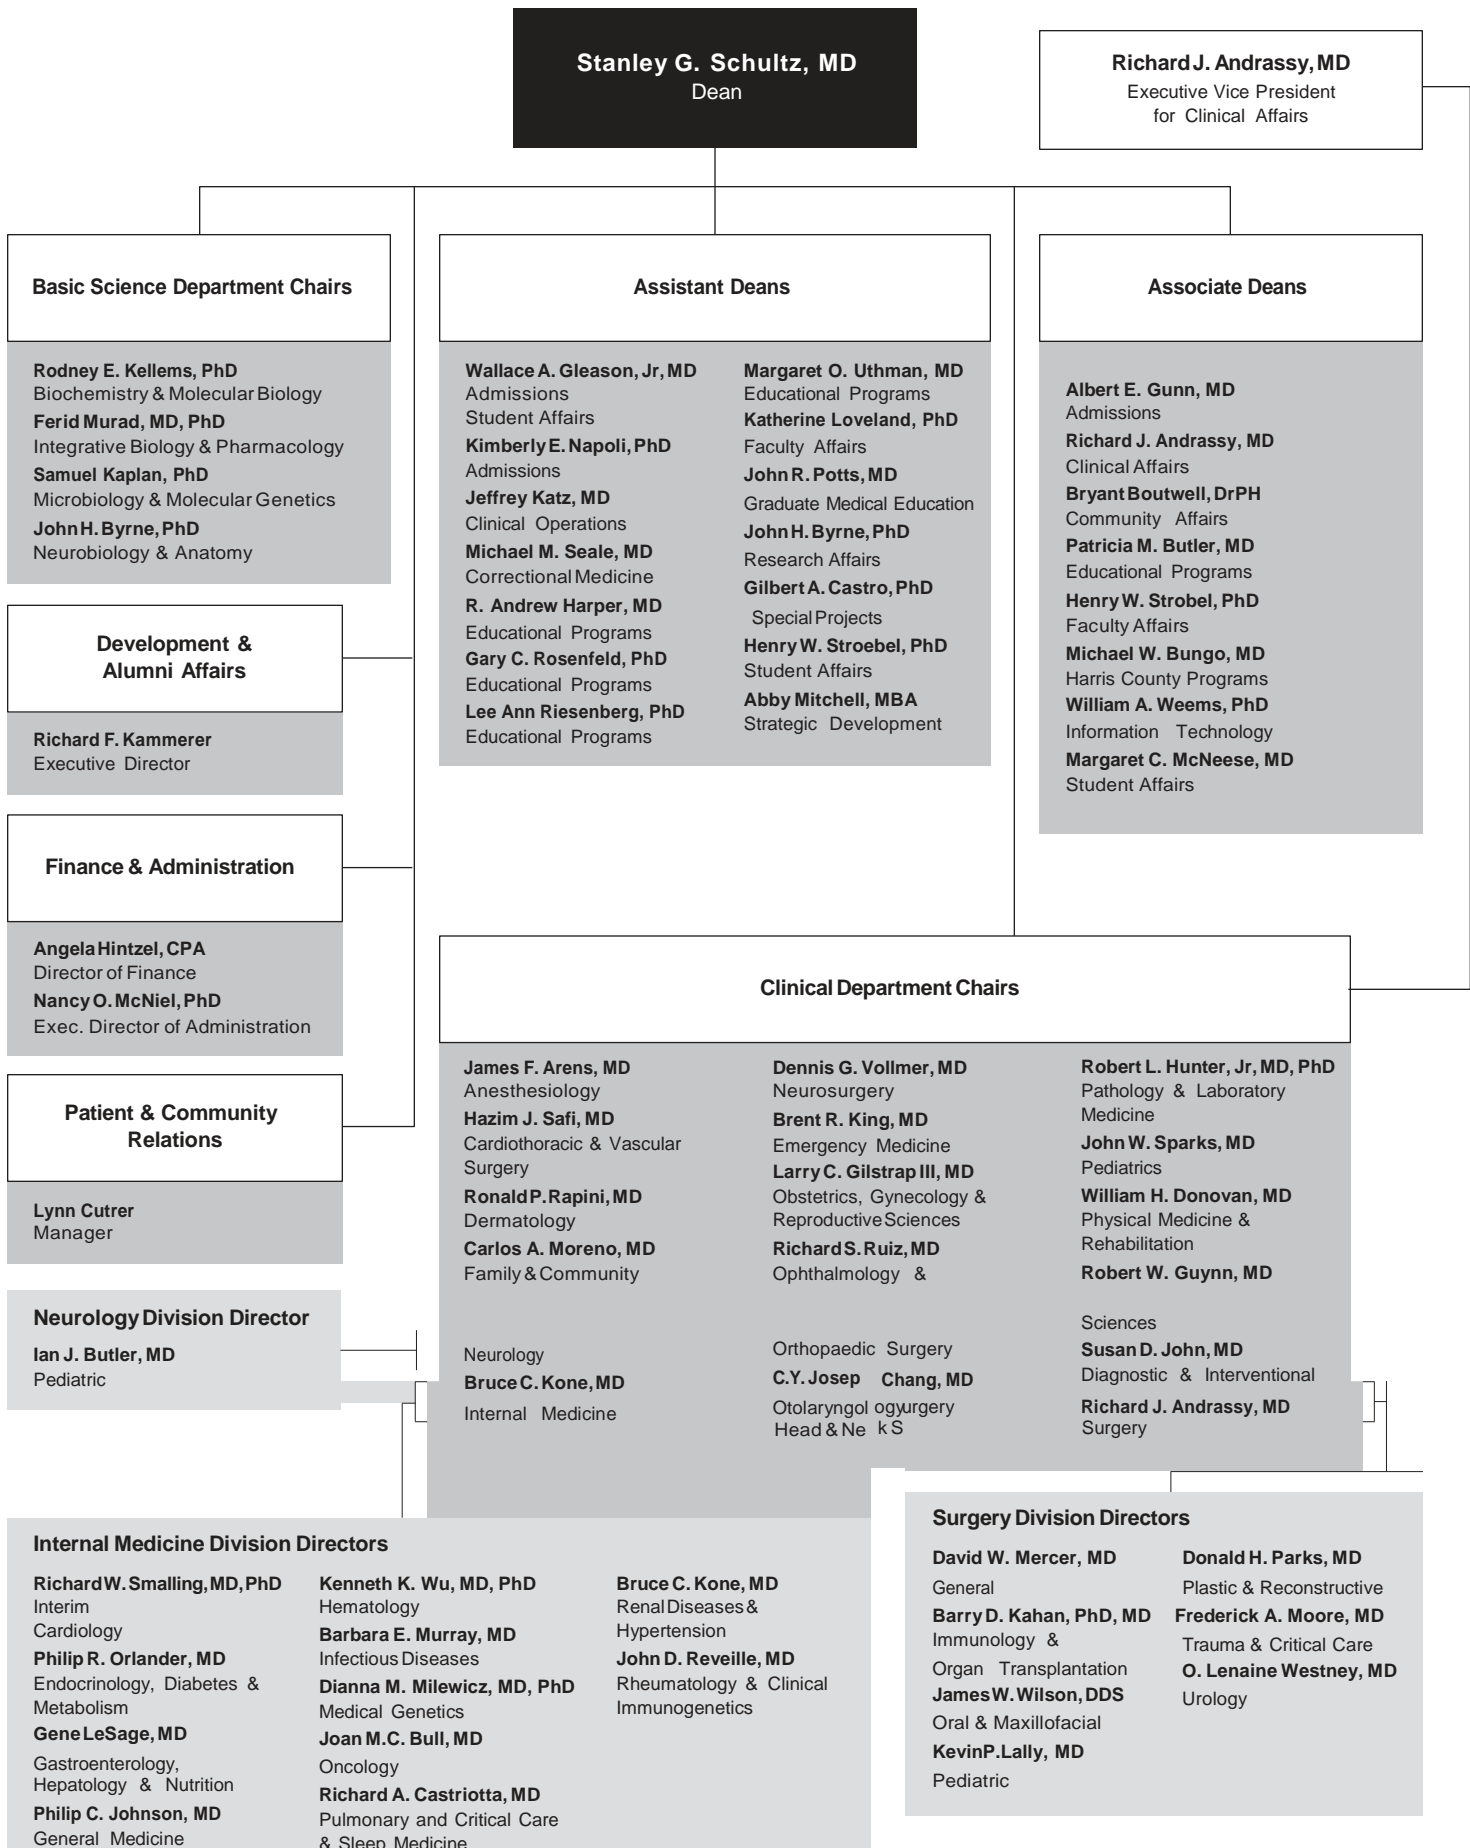 Stanley G. Schultz, MD
Dean
Richard J. Andrassy, MD
Executive Vice President
for Clinical Affairs
Basic Science Department Chairs
Rodney E. Kellems, PhD
Biochemistry & Molecular Biology
Ferid Murad, MD, PhD
Integrative Biology & Pharmacology
Samuel Kaplan, PhD
Microbiology & Molecular Genetics
John H. Byrne, PhD
Neurobiology & Anatomy
Assistant Deans
Wallace A. Gleason, Jr, MD
Admissions
Student Affairs
Kimberly E. Napoli, PhD
Admissions
Jeffrey Katz, MD
Clinical Operations
Michael M. Seale, MD
Correctional Medicine
R. Andrew Harper, MD
Educational Programs
Gary C. Rosenfeld, PhD
Educational Programs
Lee Ann Riesenberg, PhD
Educational Programs
Margaret O. Uthman, MD
Educational Programs
Katherine Loveland, PhD
Faculty Affairs
John R. Potts, MD
Graduate Medical Education
John H. Byrne, PhD
Research Affairs
Gilbert A. Castro, PhD
Special Projects
Henry W. Stroebel, PhD
Student Affairs
Abby Mitchell, MBA
Strategic Development
Associate Deans
Albert E. Gunn, MD
Admissions
Richard J. Andrassy, MD
Clinical Affairs
Bryant Boutwell, DrPH
Community Affairs
Patricia M. Butler, MD
Educational Programs
Henry W. Strobel, PhD
Faculty Affairs
Michael W. Bungo, MD
Harris County Programs
William A. Weems, PhD
Information Technology
Margaret C. McNeese, MD
Student Affairs
Development &
Alumni Affairs
Richard F. Kammerer
Executive Director
Finance & Administration
Angela Hintzel, CPA
Director of Finance
Nancy O. McNiel, PhD
Exec. Director of Administration
Patient & Community
Relations
Lynn Cutrer
Manager
Neurology Division Director
Ian J. Butler, MD
Pediatric
Clinical Department Chairs
James F. Arens, MD
Anesthesiology
Hazim J. Safi, MD
Cardiothoracic & Vascular
Surgery
Ronald P. Rapini, MD
Dermatology
Carlos A. Moreno, MD
Family & Community
Neurology
Bruce C. Kone, MD
Internal Medicine
Dennis G. Vollmer, MD
Neurosurgery
Brent R. King, MD
Emergency Medicine
Larry C. Gilstrap III, MD
Obstetrics, Gynecology &
Reproductive Sciences
Richard S. Ruiz, MD
Ophthalmology &
Orthopaedic Surgery
C.Y. Josep Chang, MD
Otolaryngol ogyurgery
Head & Ne k S
Robert L. Hunter, Jr, MD, PhD
Pathology & Laboratory
Medicine
John W. Sparks, MD
Pediatrics
William H. Donovan, MD
Physical Medicine &
Rehabilitation
Robert W. Guynn, MD
Sciences
Susan D. John, MD
Diagnostic & Interventional
Richard J. Andrassy, MD
Surgery
Internal Medicine Division Directors
Richard W. Smalling, MD, PhD
Interim
Cardiology
Philip R. Orlander, MD
Endocrinology, Diabetes &
Metabolism
Gene LeSage, MD
Gastroenterology,
Hepatology & Nutrition
Philip C. Johnson, MD
General Medicine
Kenneth K. Wu, MD, PhD
Hematology
Barbara E. Murray, MD
Infectious Diseases
Dianna M. Milewicz, MD, PhD
Medical Genetics
Joan M.C. Bull, MD
Oncology
Richard A. Castriotta, MD
Pulmonary and Critical Care
& Sleep Medicine
Bruce C. Kone, MD
Renal Diseases &
Hypertension
John D. Reveille, MD
Rheumatology & Clinical
Immunogenetics
Surgery Division Directors
David W. Mercer, MD
General
Barry D. Kahan, PhD, MD
Immunology &
Organ Transplantation
James W. Wilson, DDS
Oral & Maxillofacial
Kevin P. Lally, MD
Pediatric
Donald H. Parks, MD
Plastic & Reconstructive
Frederick A. Moore, MD
Trauma & Critical Care
O. Lenaine Westney, MD
Urology